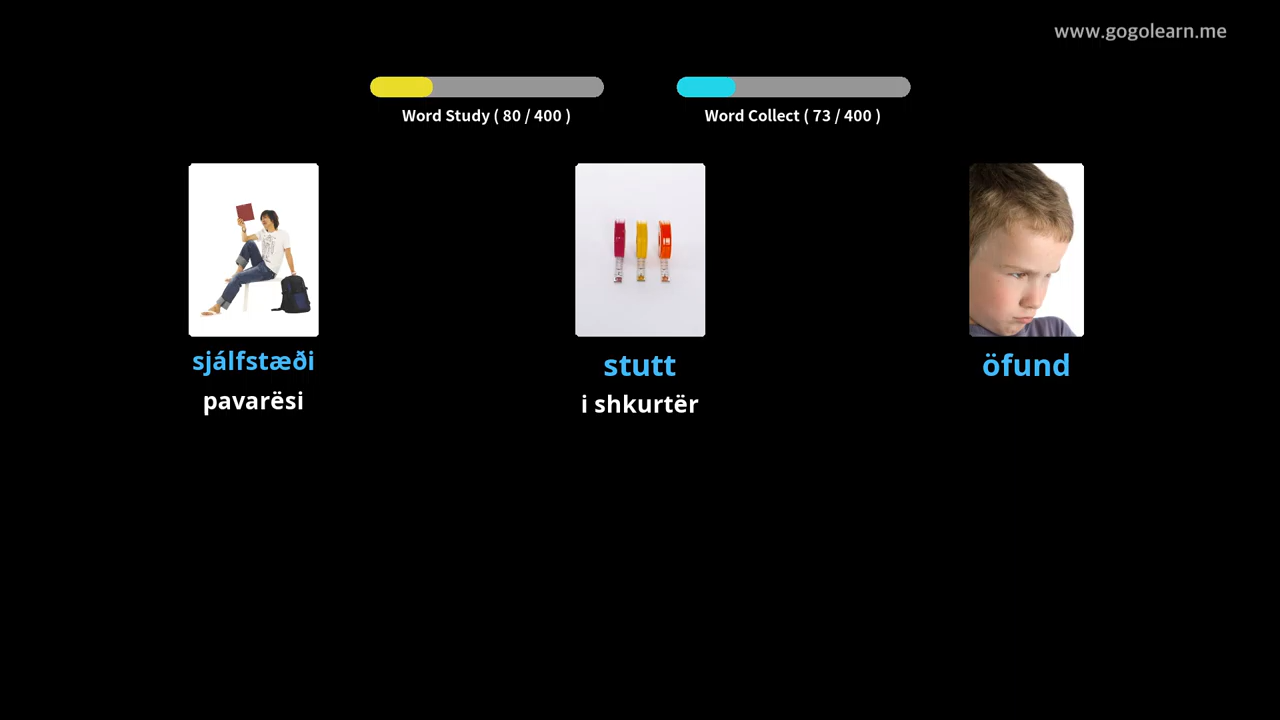 www.gogolearn.me
Word Study ( 80 / 400 )
Word Collect ( 73 / 400 )
sjálfstæði
pavarësi
stutt
i shkurtër
öfund